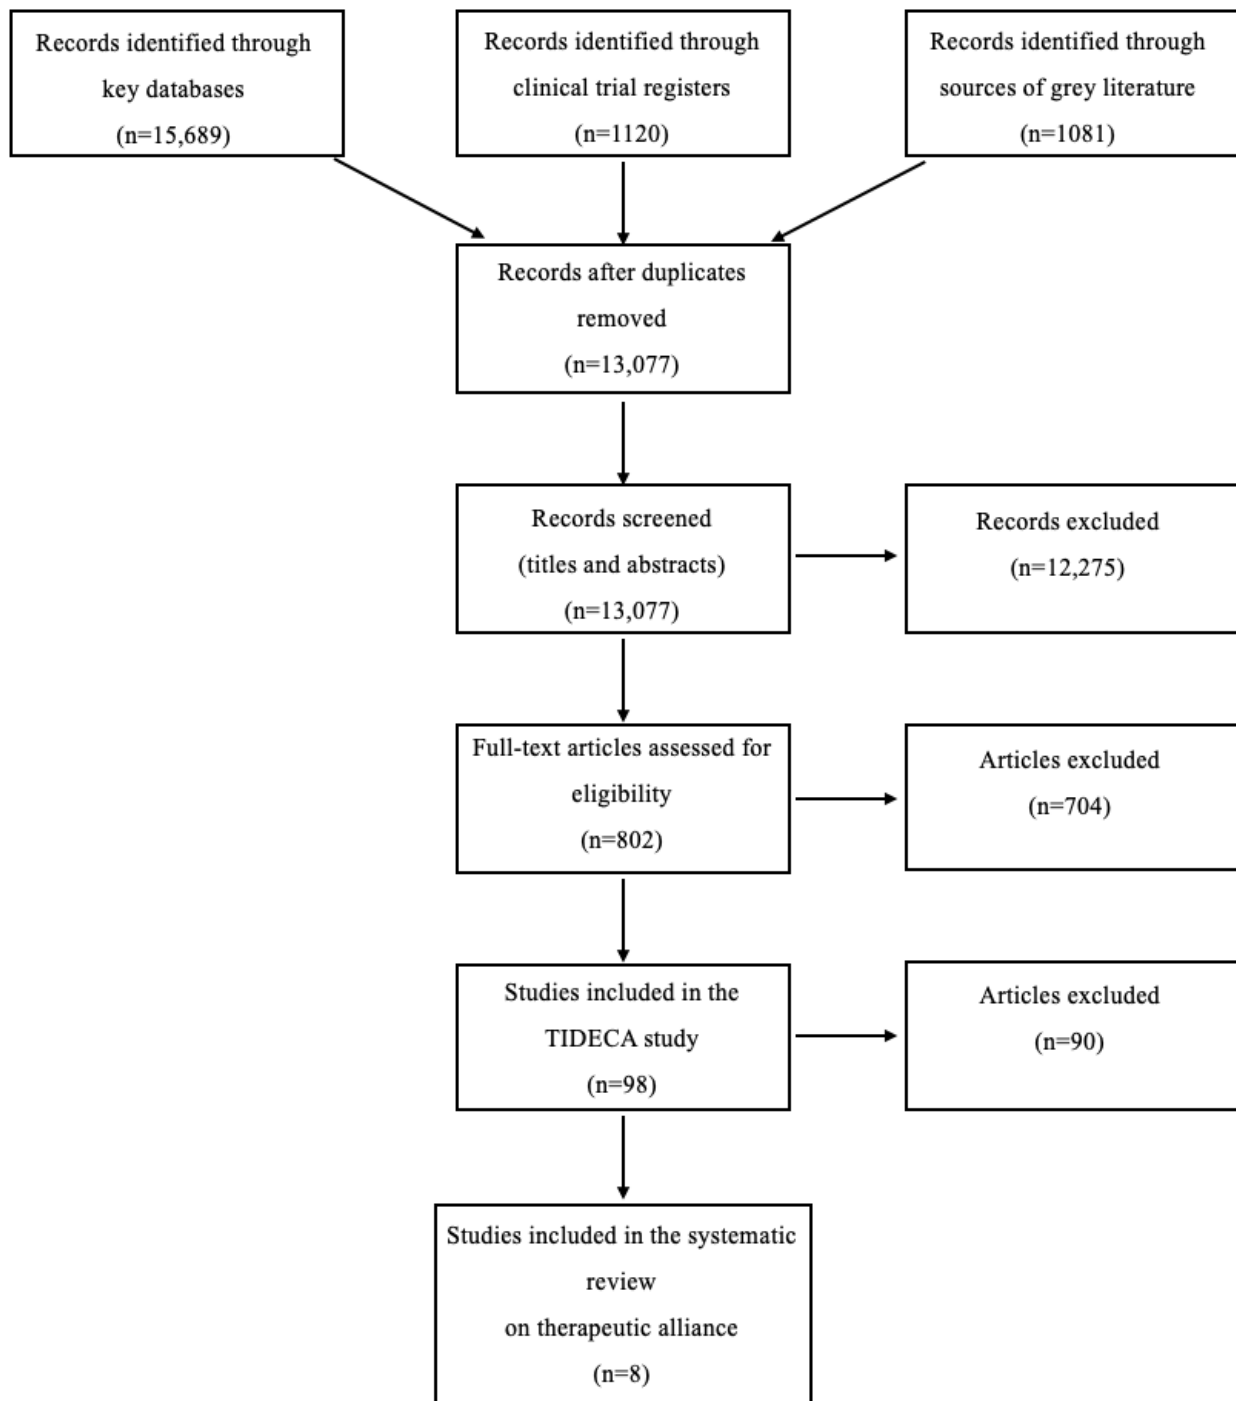 Records identified through
key databases
(n=15,689)
Records identified through
clinical trial registers
(n=1120)
Records identified through
sources of grey literature
(n=1081)
Records after duplicates
removed
(n=13,077)
Records screened
(titles and abstracts)
(n=13,077)
Records excluded
(n=12,275)
Full-text articles assessed for
eligibility
(n=802)
Articles excluded
(n=704)
Studies included in the
TIDECA study
(n=98)
Articles excluded
(n=90)
Studies included in the systematic
review
on therapeutic alliance
(n=8)